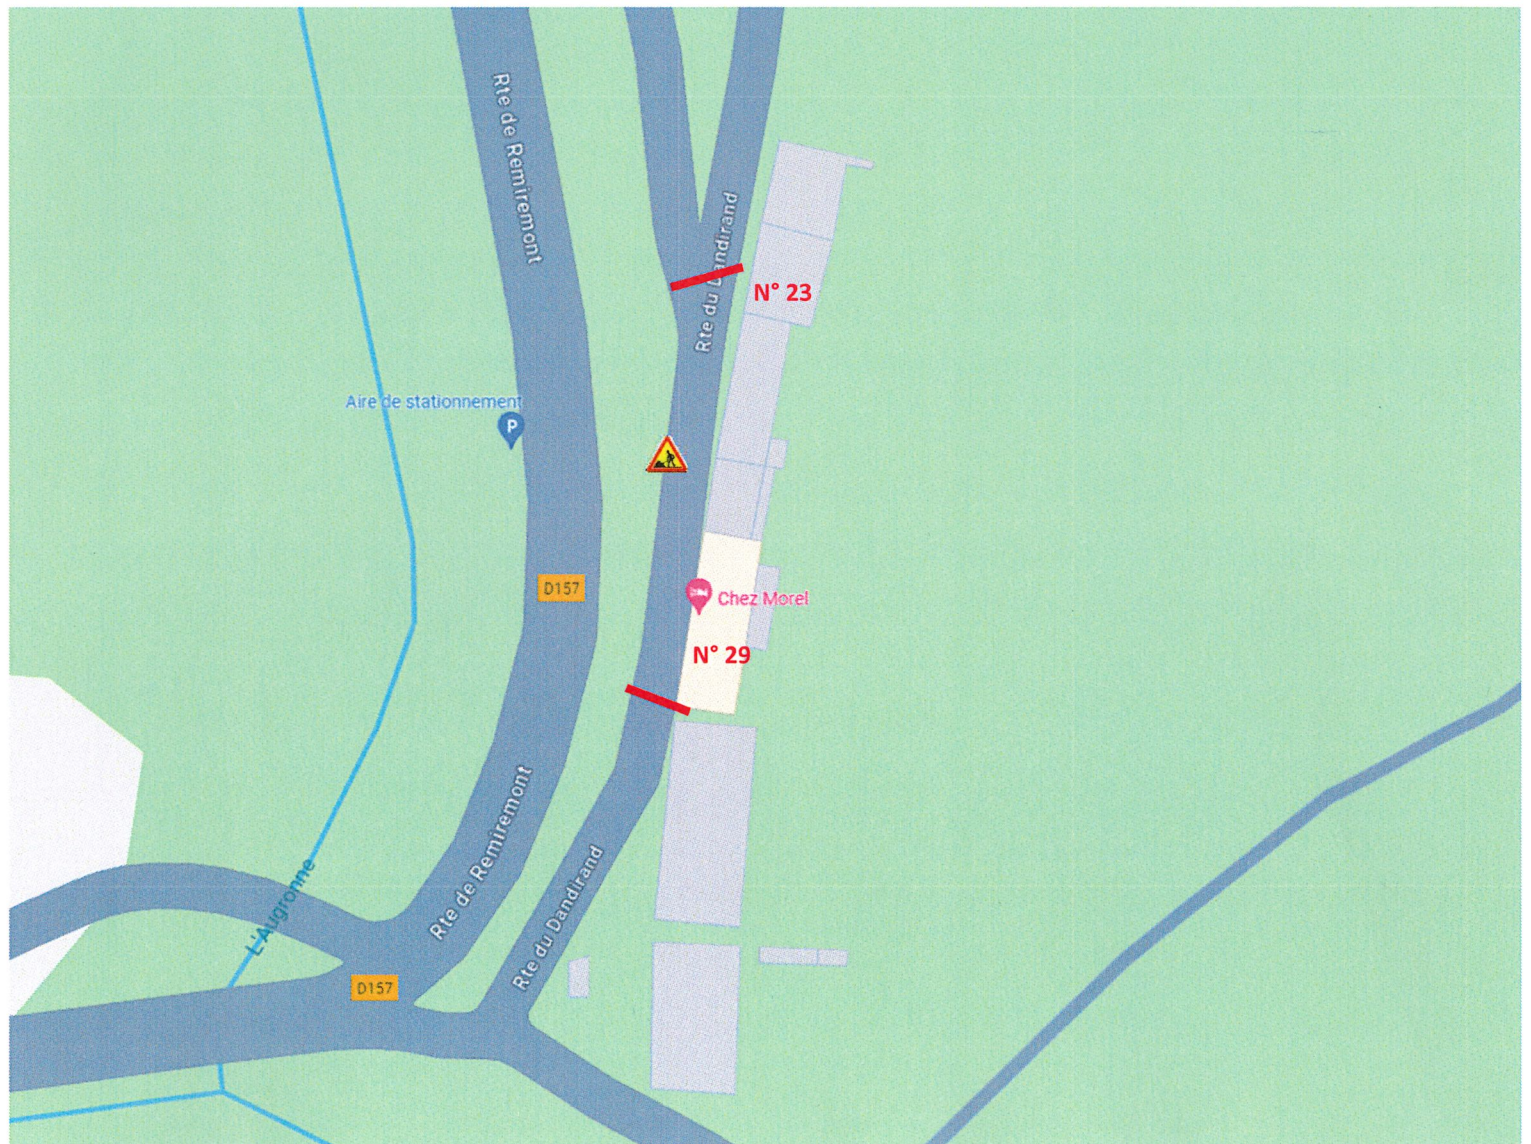 Rte de Remiremont
Rte du Dandirand
N° 23
Aire de stationnement
P
D157
Chez Morel
N° 29
Rte de Remiremont
Rte du Dandirand
L'Augronne
D157